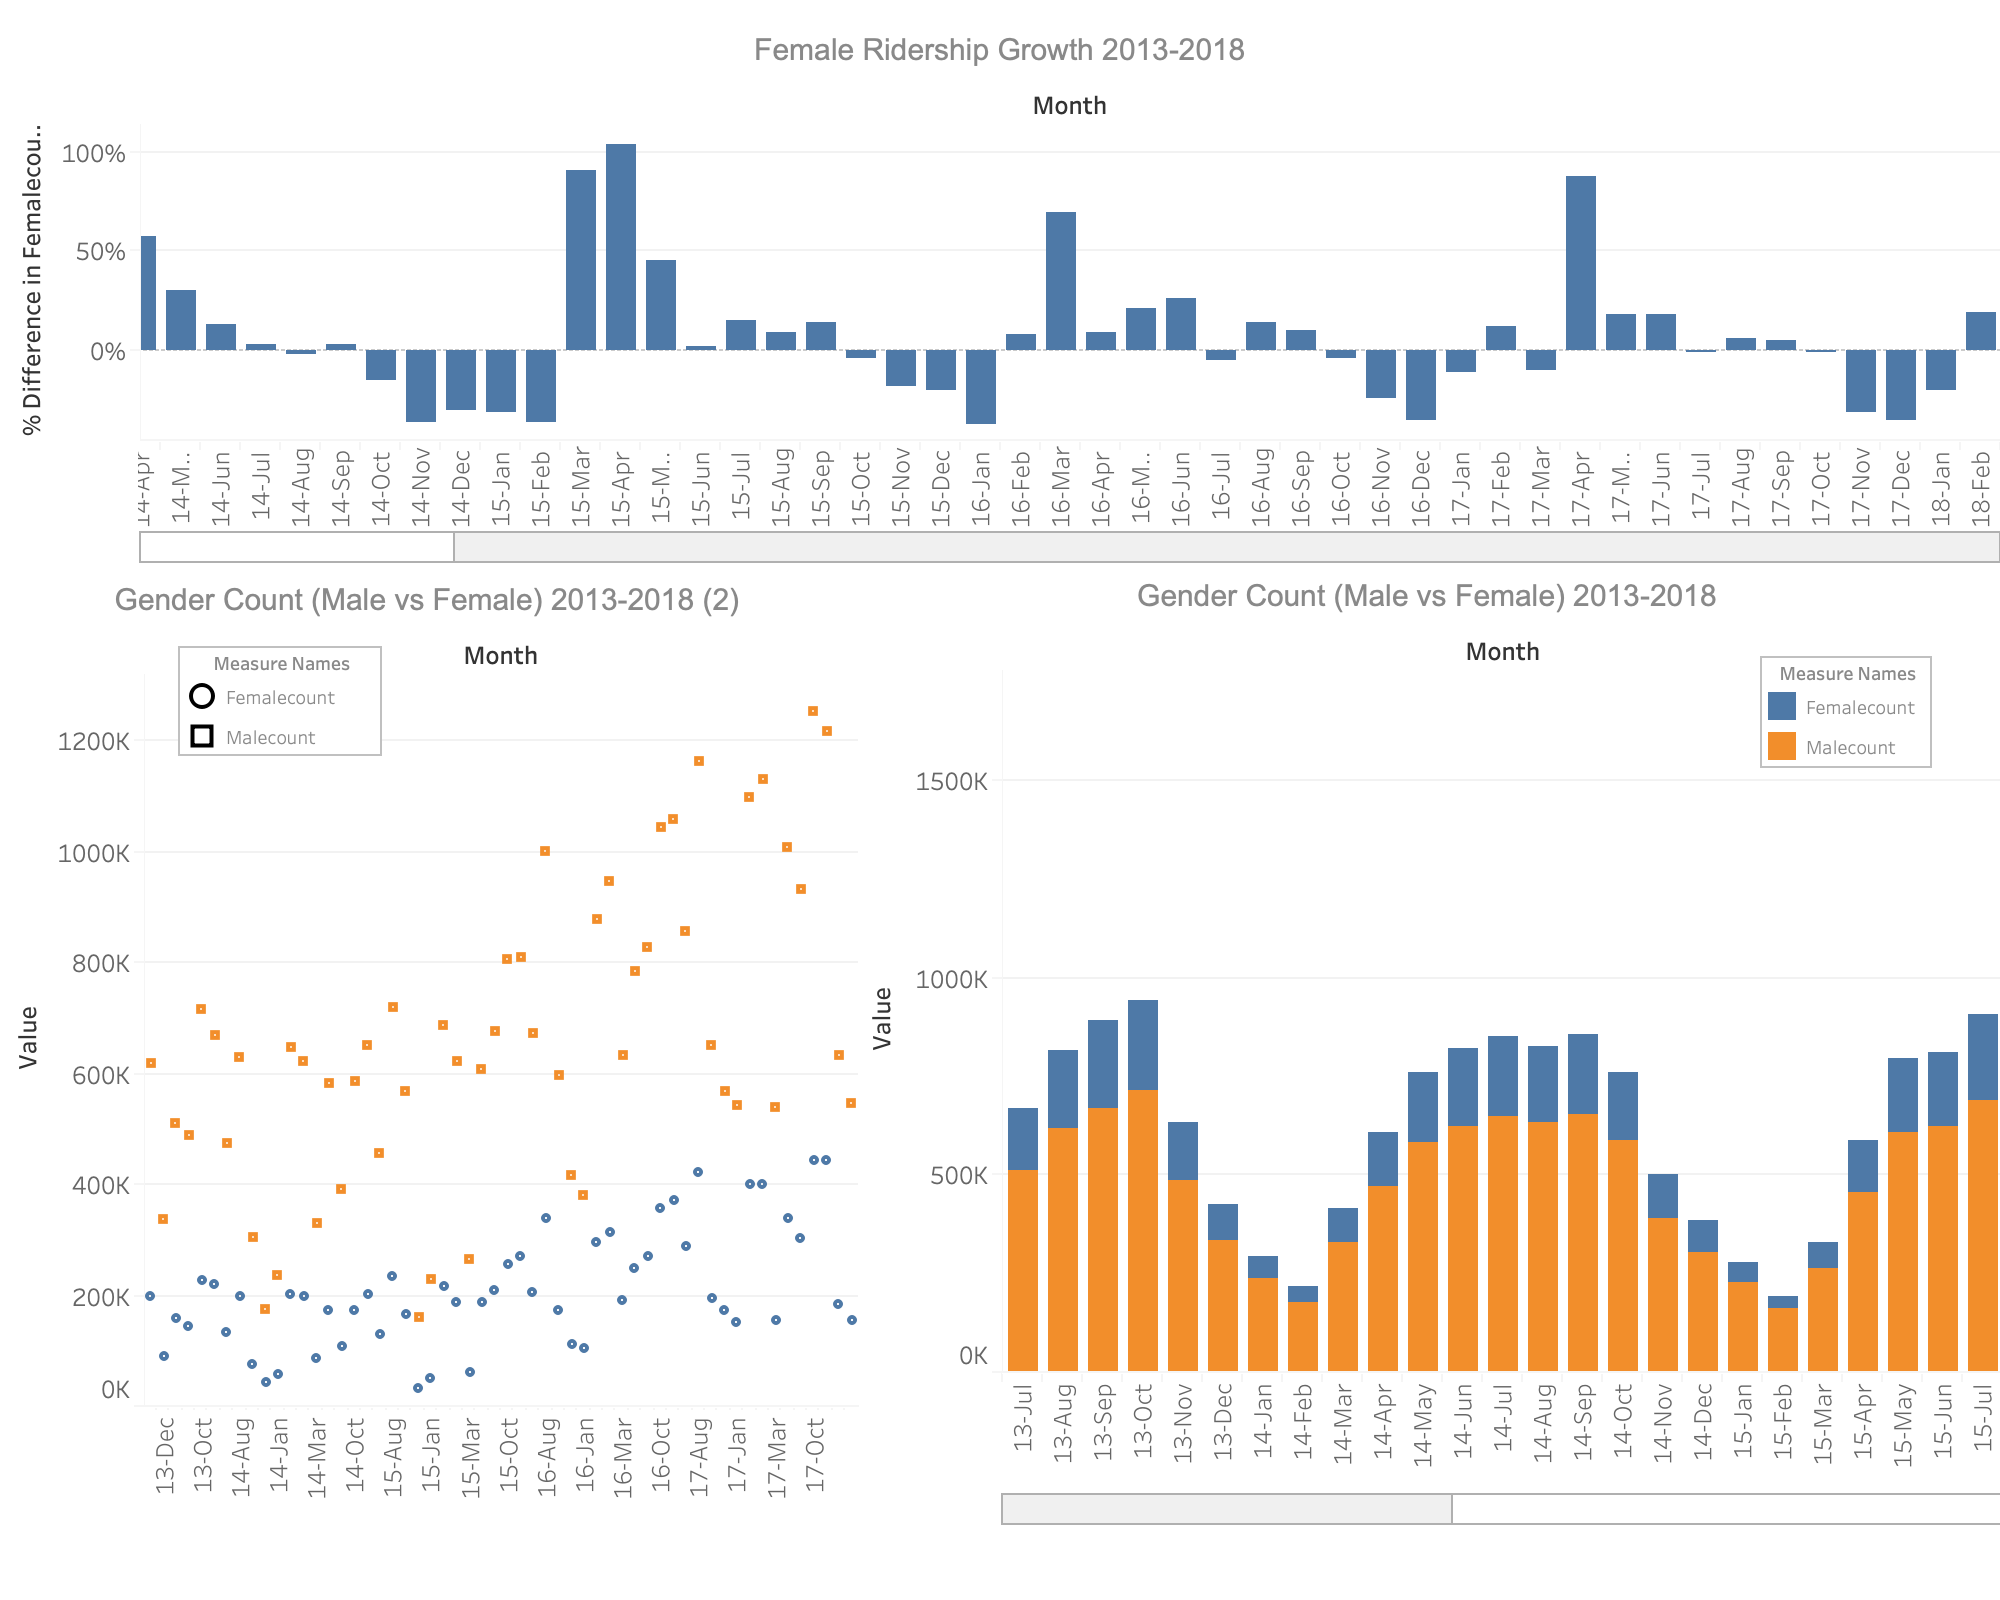 Female Ridership Growth 2013-2018
Month
% Difference in Femalecou..
100%
50%
0%
14-Apr
14-M..
14-Jun
14-Jul
14-Aug
14-Sep
14-Oct
14-Nov
14-Dec
15-Jan
15-Feb
15-Mar
15-Apr
15-M..
15-Jun
15-Jul
15-Aug
15-Sep
15-Oct
15-Nov
15-Dec
16-Jan
16-Feb
16-Mar
16-Apr
16-M..
16-Jun
16-Jul
16-Aug
16-Sep
16-Oct
16-Nov
16-Dec
17-Jan
17-Feb
17-Mar
17-Apr
17-M..
17-Jun
17-Jul
17-Aug
17-Sep
17-Oct
17-Nov
17-Dec
18-Jan
18-Feb
Gender Count (Male vs Female) 2013-2018 (2)
Month
Measure Names
Femalecount
Malecount
Value
1200K
1000K
800K
600K
400K
200K
0K
13-Dec
13-Oct
14-Aug
14-Jan
14-Mar
14-Oct
15-Aug
15-Jan
15-Mar
15-Oct
16-Aug
16-Jan
16-Mar
16-Oct
17-Aug
17-Jan
17-Mar
17-Oct
Gender Count (Male vs Female) 2013-2018
Month
Measure Names
Femalecount
Malecount
Value
1500K
1000K
500K
0K
13-Jul
13-Aug
13-Sep
13-Oct
13-Nov
13-Dec
14-Jan
14-Feb
14-Mar
14-Apr
14-May
14-Jun
14-Jul
14-Aug
14-Sep
14-Oct
14-Nov
14-Dec
15-Jan
15-Feb
15-Mar
15-Apr
15-May
15-Jun
15-Jul